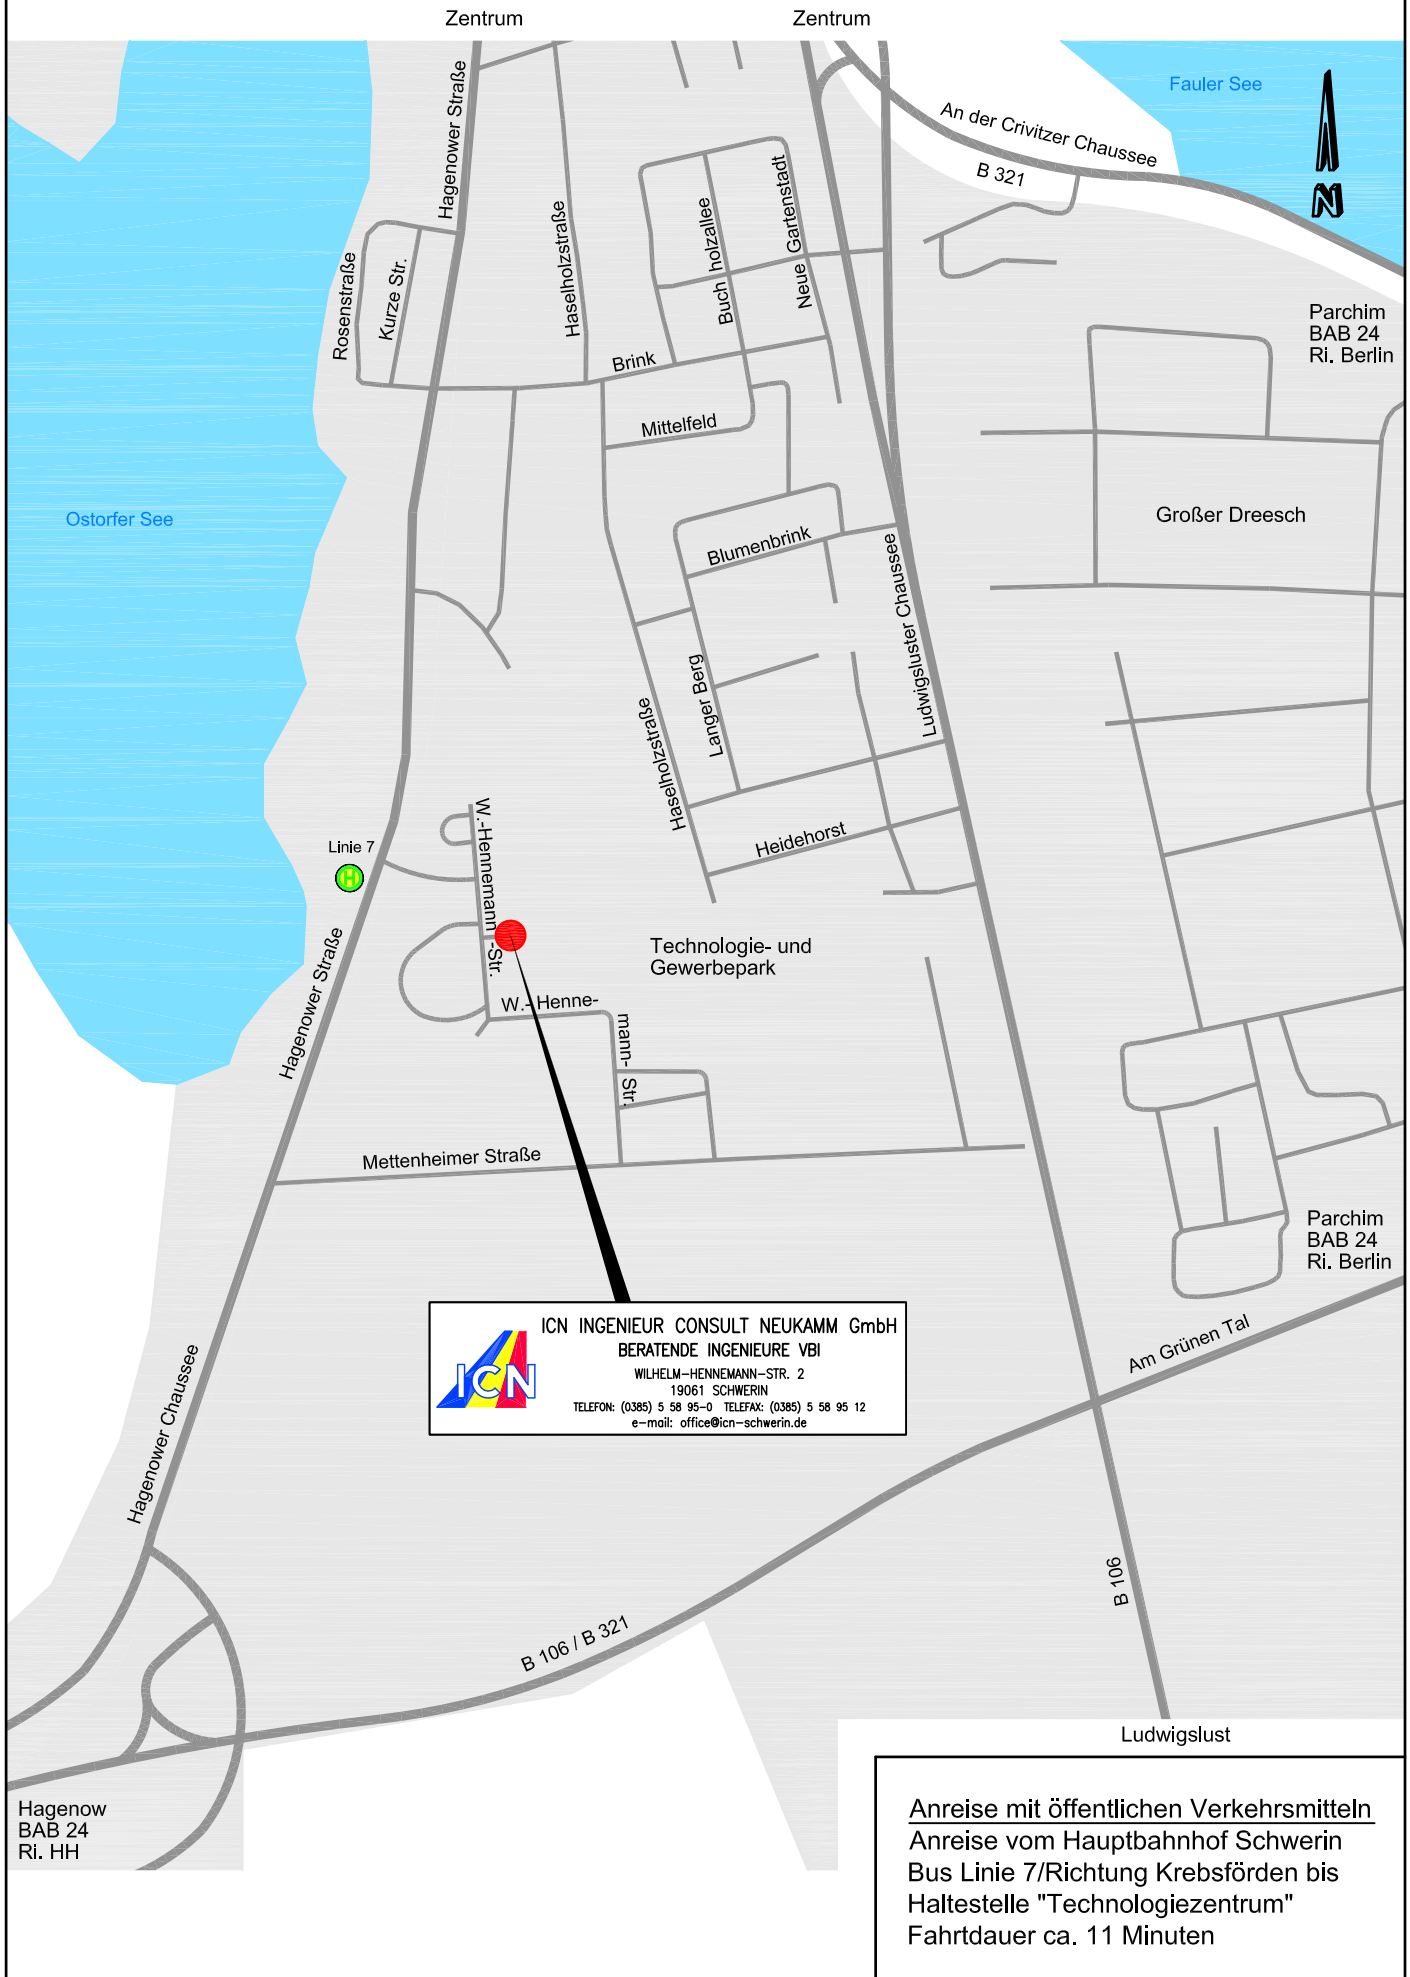 Zentrum
Zentrum
Fauler See
Hagenower Straße
An der Crivitzer Chaussee
B 321
N
Haselholzstraße
Buch holzallee
Neue Gartenstadt
Rosenstraße
Kurze Str.
Parchim
BAB 24
Ri. Berlin
Brink
Mittelfeld
Ostorfer See
Großer Dreesch
Blumenbrink
Ludwigsluster Chaussee
Langer Berg
Haselholzstraße
W.-Hennemann-Str.
Linie 7
H
Heidehorst
Hagenower Straße
Technologie- und
Gewerbepark
W.-Henne-
mann- Str.
Mettenheimer Straße
Parchim
BAB 24
Ri. Berlin
ICN
ICN INGENIEUR CONSULT NEUKAMM GmbH
BERATENDE INGENIEURE VBI
WILHELM-HENNEMANN-STR. 2
19061 SCHWERIN
TELEFON: (0385) 5 58 95-0 TELEFAX: (0385) 5 58 95 12
e-mail: office@icn-schwerin.de
Am Grünen Tal
Hagenower Chaussee
B 106
B 106 / B 321
Ludwigslust
Hagenow
BAB 24
Ri. HH
Anreise mit öffentlichen Verkehrsmitteln
Anreise vom Hauptbahnhof Schwerin
Bus Linie 7/Richtung Krebsförden bis
Haltestelle "Technologiezentrum"
Fahrtdauer ca. 11 Minuten